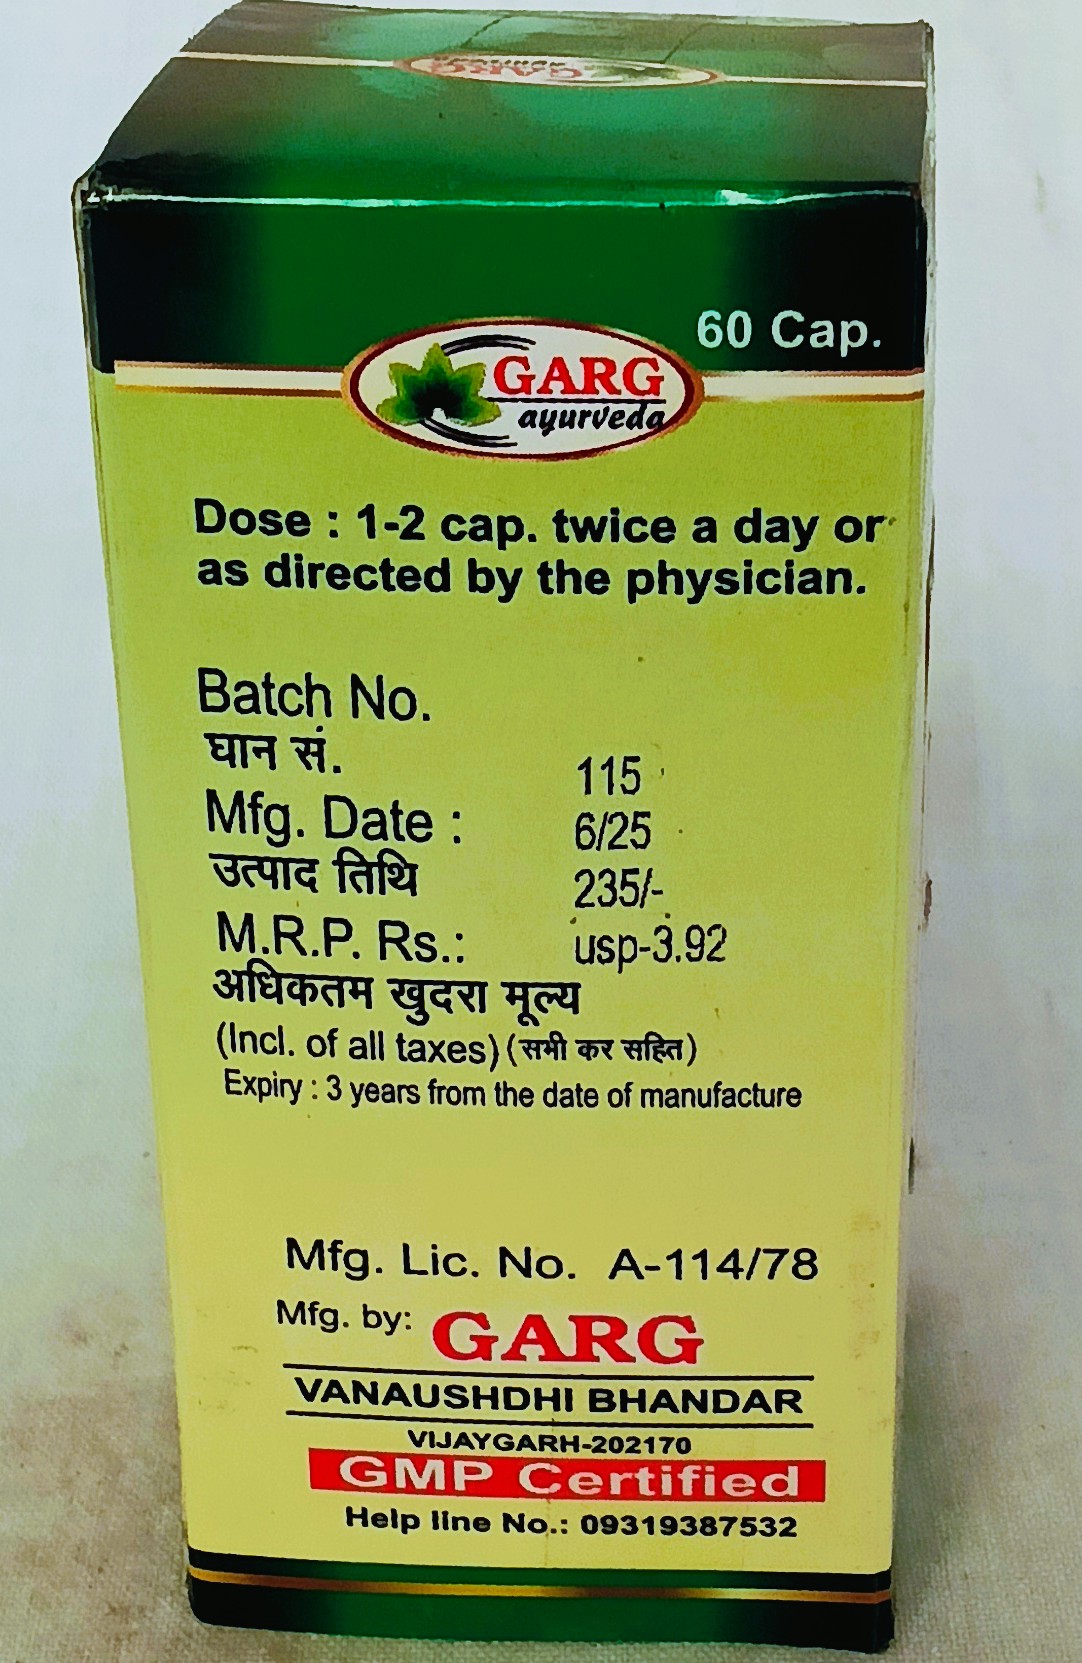 GARG
60 Cap.
GARG
ayurveda
Dose : 1-2 cap. twice a day or
as directed by the physician.
Batch No.
घान सं.
115
Mfg. Date :
6/25
उत्पाद तिथि
235/-
M.R.P. Rs.:
usp-3.92
अधिकतम खुदरा मूल्य
(Incl. of all taxes) (सभी कर सहित)
Expiry : 3 years from the date of manufacture
Mfg. Lic. No. A-114/78
Mfg. by: GARG
VANAUSHDHI BHANDAR
VIJAYGARH-202170
GMP Certified
Help line No.: 09319387532